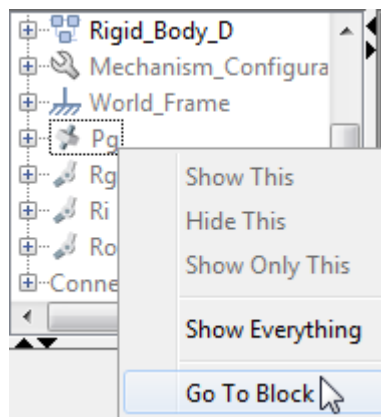 Rigid_Body_D
Mechanism_Configura
World_Frame
Pg
Rg
Ri
Ro
Conne
Show This
Hide This
Show Only This
Show Everything
Go To Block